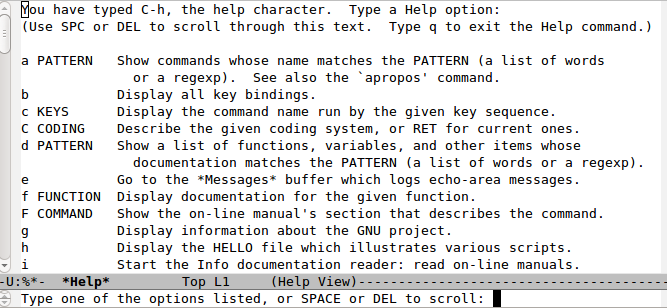 You have typed C-h, the help character.  Type a Help option:
(Use SPC or DEL to scroll through this text.  Type q to exit the Help command.)

a PATTERN   Show commands whose name matches the PATTERN (a list of words
              or a regexp).  See also the `apropos' command.
b           Display all key bindings.
c KEYS      Display the command name run by the given key sequence.
C CODING    Describe the given coding system, or RET for current ones.
d PATTERN   Show a list of functions, variables, and other items whose
              documentation matches the PATTERN (a list of words or a regexp).
e           Go to the *Messages* buffer which logs echo-area messages.
f FUNCTION  Display documentation for the given function.
F COMMAND   Show the on-line manual's section that describes the command.
g           Display information about the GNU project.
h           Display the HELLO file which illustrates various scripts.
i           Start the Info documentation reader: read on-line manuals.
-U:%*-  *Help*         Top L1     (Help View)--------------------------------------
Type one of the options listed, or SPACE or DEL to scroll: